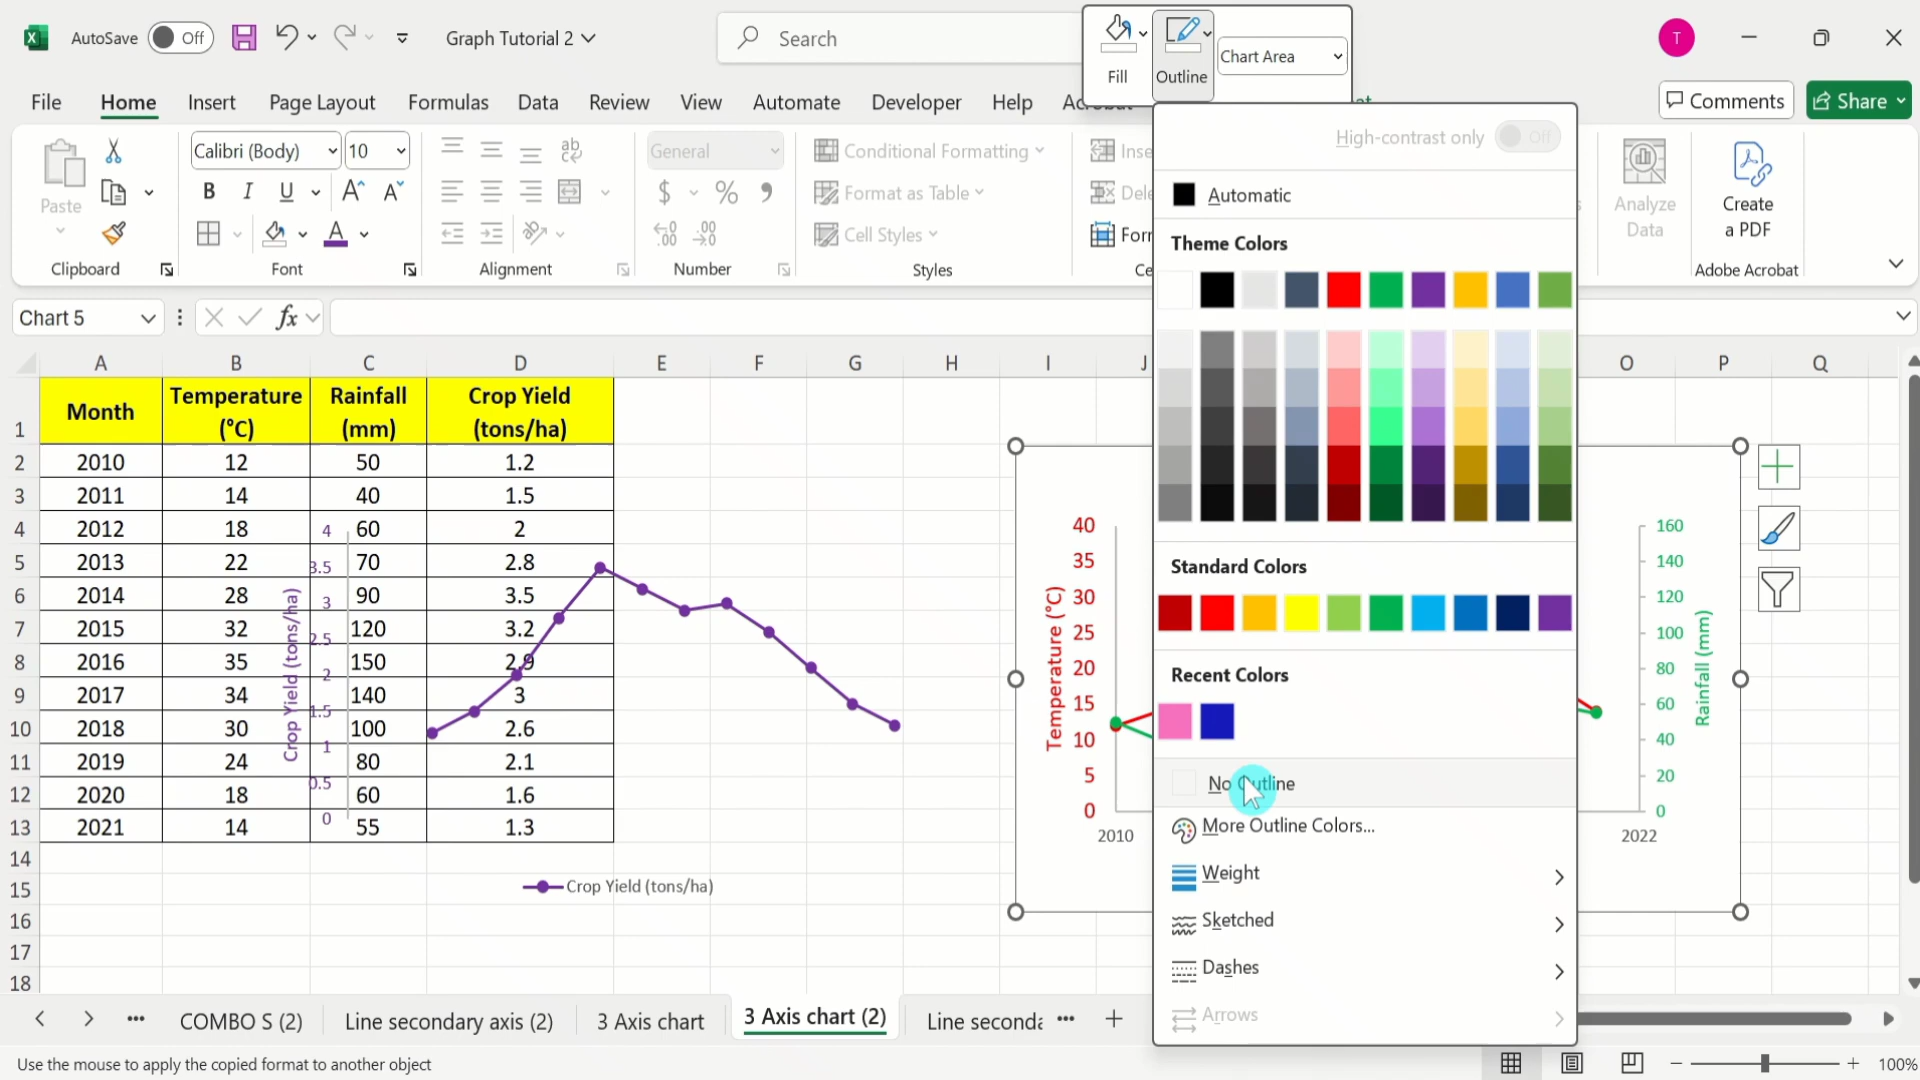 AutoSave Off
Graph Tutorial 2
Search
T
Fill
Outline
Chart Area
File Home Insert Page Layout Formulas Data Review View Automate Developer Help
Comments
Share
Calibri (Body) 10
General
Conditional Formatting
Format as Table
Cell Styles
Paste
Clipboard
Font
Alignment
Number
Styles
Analyze
Data
Create
a PDF
Adobe Acrobat
High-contrast only Off
Automatic
Theme Colors
Standard Colors
Recent Colors
No Outline
More Outline Colors...
Weight
Sketched
Dashes
Arrows
Chart 5
fx
A B C D E F G H I J O P Q
1 Month Temperature (°C) Rainfall (mm) Crop Yield (tons/ha)
2 2010 12 50 1.2
3 2011 14 40 1.5
4 2012 18 60 2
5 2013 22 70 2.8
6 2014 28 90 3.5
7 2015 32 120 3.2
8 2016 35 150 2.9
9 2017 34 140 3
10 2018 30 100 2.6
11 2019 24 80 2.1
12 2020 18 60 1.6
13 2021 14 55 1.3
14
15
16
17
18
Crop Yield (tons/ha)
4
3.5
3
2.5
2
1.5
1
0.5
0
Crop Yield (tons/ha)
Temperature (°C)
40
35
30
25
20
15
10
5
0
2010
2022
160
140
120
100
80
60
40
20
0
Rainfall (mm)
COMBO S (2) Line secondary axis (2) 3 Axis chart 3 Axis chart (2)
Use the mouse to apply the copied format to another object
100%